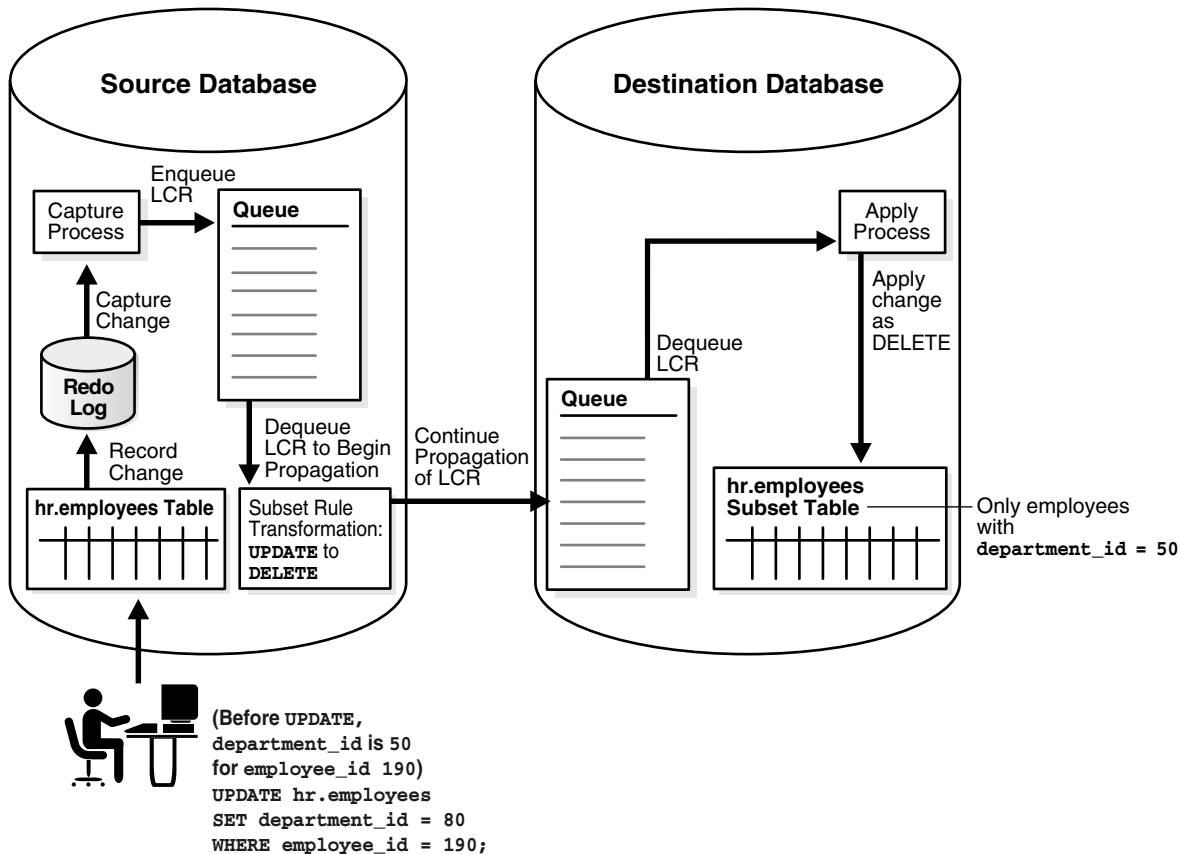 Source Database
Enqueue
LCR
Capture
Process
Queue
Capture
Change
Redo
Log
Record
Change
Dequeue
LCR to Begin
Propagation
hr.employees Table
Subset Rule
Transformation:
UPDATE to
DELETE
Continue
Propagation
of LCR
Destination Database
Apply
Process
Apply
change
as
DELETE
Dequeue
LCR
Queue
hr.employees
Subset Table
Only employees
with
department_id = 50
(Before UPDATE,
department_id is 50
for employee_id 190)
UPDATE hr.employees
SET department_id = 80
WHERE employee_id = 190;